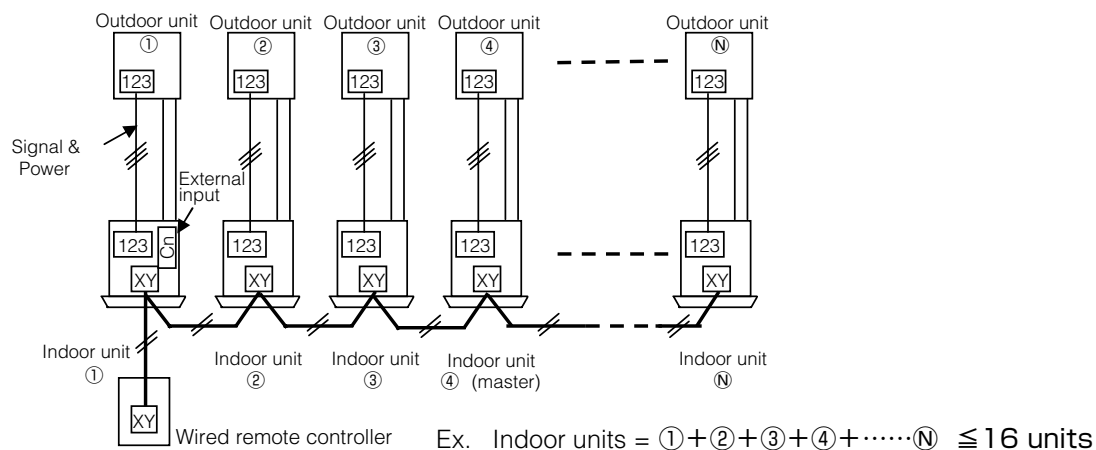 Outdoor unit Outdoor unit Outdoor unit Outdoor unit Outdoor unit
① ② ③ ④ Ⓝ
123 123 123 123 123
Signal &
Power
External
input
123 Cn 123 123 123 123
XY XY XY XY XY
Indoor unit Indoor unit Indoor unit Indoor unit Indoor unit
① ② ③ ④ (master) Ⓝ
XY
Wired remote controller Ex. Indoor units = ①+②+③+④+⋯⋯Ⓝ ≦16 units